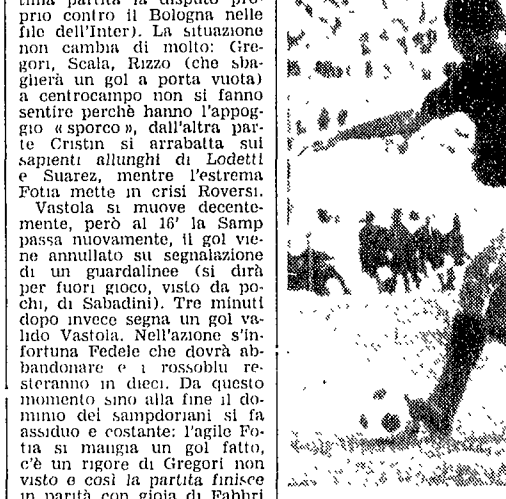 tima partita la disputò pro-
prio contro il Bologna nelle
file dell'Inter). La situazione
non cambia di molto: Gre-
gori, Scala, Rizzo (che sba-
glierà un gol a porta vuota)
a centrocampo non si fanno
sentire perchè hanno l'appog-
gio « sporco », dall'altra par-
te Cristin si arrabatta sui
sapienti allunghi di Lodetti
e Suarez, mentre l'estrema
Fotia mette in crisi Roversi.
Vastola si muove decente-
mente, però al 16' la Samp
passa nuovamente, il gol vie-
ne annullato su segnalazione
di un guardalinee (si dirà
per fuori gioco, visto da po-
chi, di Sabadini). Tre minuti
dopo invece segna un gol va-
lido Vastola. Nell'azione s'in-
fortuna Fedele che dovrà ab-
bandonare e i rossoblu re-
steranno in dieci. Da questo
momento sino alla fine il do-
minio dei sampdoriani si fa
assiduo e costante: l'agile Fo-
tia si mangia un gol fatto,
c'è un rigore di Gregori non
visto e così la partita finisce
in parità con gioia di Fabbri